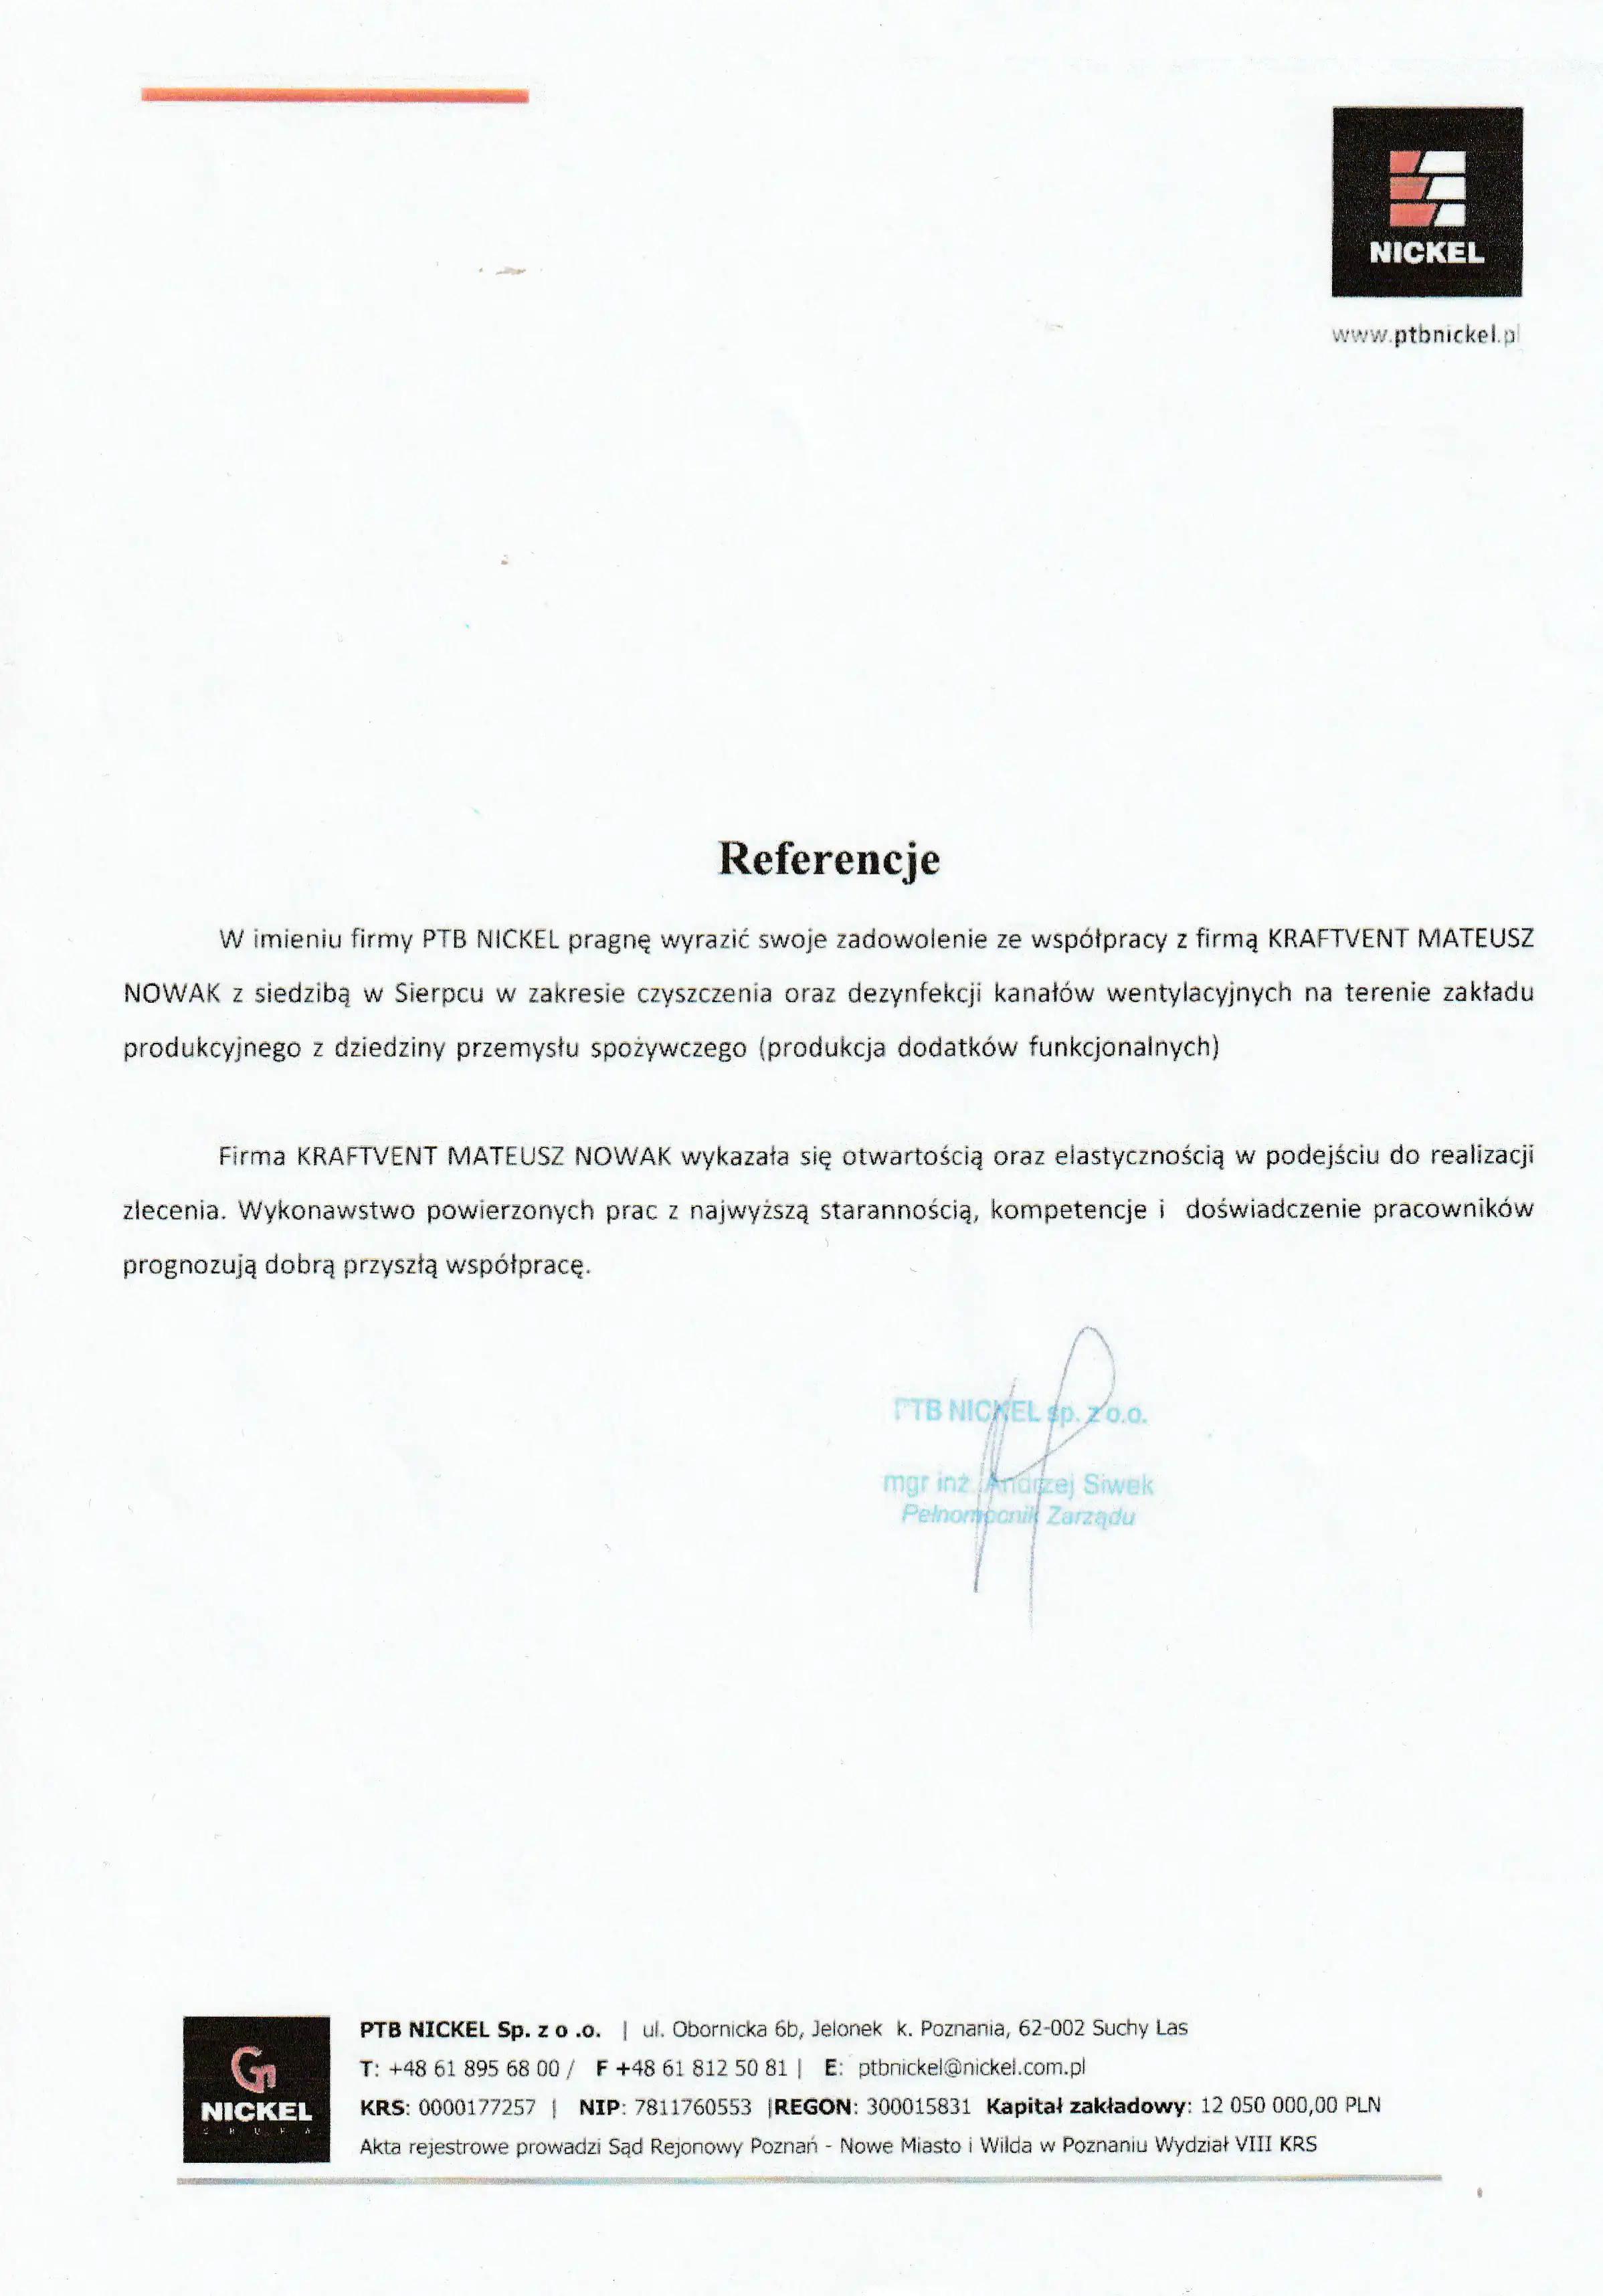 NICKEL
www.ptbnickel.pl
Referencje
W imieniu firmy PTB NICKEL pragnę wyrazić swoje zadowolenie ze współpracy z firmą KRAFTVENT MATEUSZ
NOWAK z siedzibą w Sierpcu w zakresie czyszczenia oraz dezynfekcji kanałów wentylacyjnych na terenie zakładu
produkcyjnego z dziedziny przemysłu spożywczego (produkcja dodatków funkcjonalnych)
Firma KRAFTVENT MATEUSZ NOWAK wykazała się otwartością oraz elastycznością w podejściu do realizacji
zlecenia. Wykonawstwo powierzonych prac z najwyższą starannością, kompetencje i doświadczenie pracowników
prognozują dobrą przyszłą współpracę.
PTB NICKEL sp. z o.o.
mgr inż. Andrzej Siwek
Pełnomocnik Zarządu
PTB NICKEL Sp. z o .o. | ul. Obornicka 6b, Jelonek k. Poznania, 62-002 Suchy Las
T: +48 61 895 68 00 / F +48 61 812 50 81 | E: ptbnickel@nickel.com.pl
NICKEL
GRUPA
KRS: 0000177257 | NIP: 7811760553 |REGON: 300015831 Kapitał zakładowy: 12 050 000,00 PLN
Akta rejestrowe prowadzi Sąd Rejonowy Poznań - Nowe Miasto i Wilda w Poznaniu Wydział VIII KRS